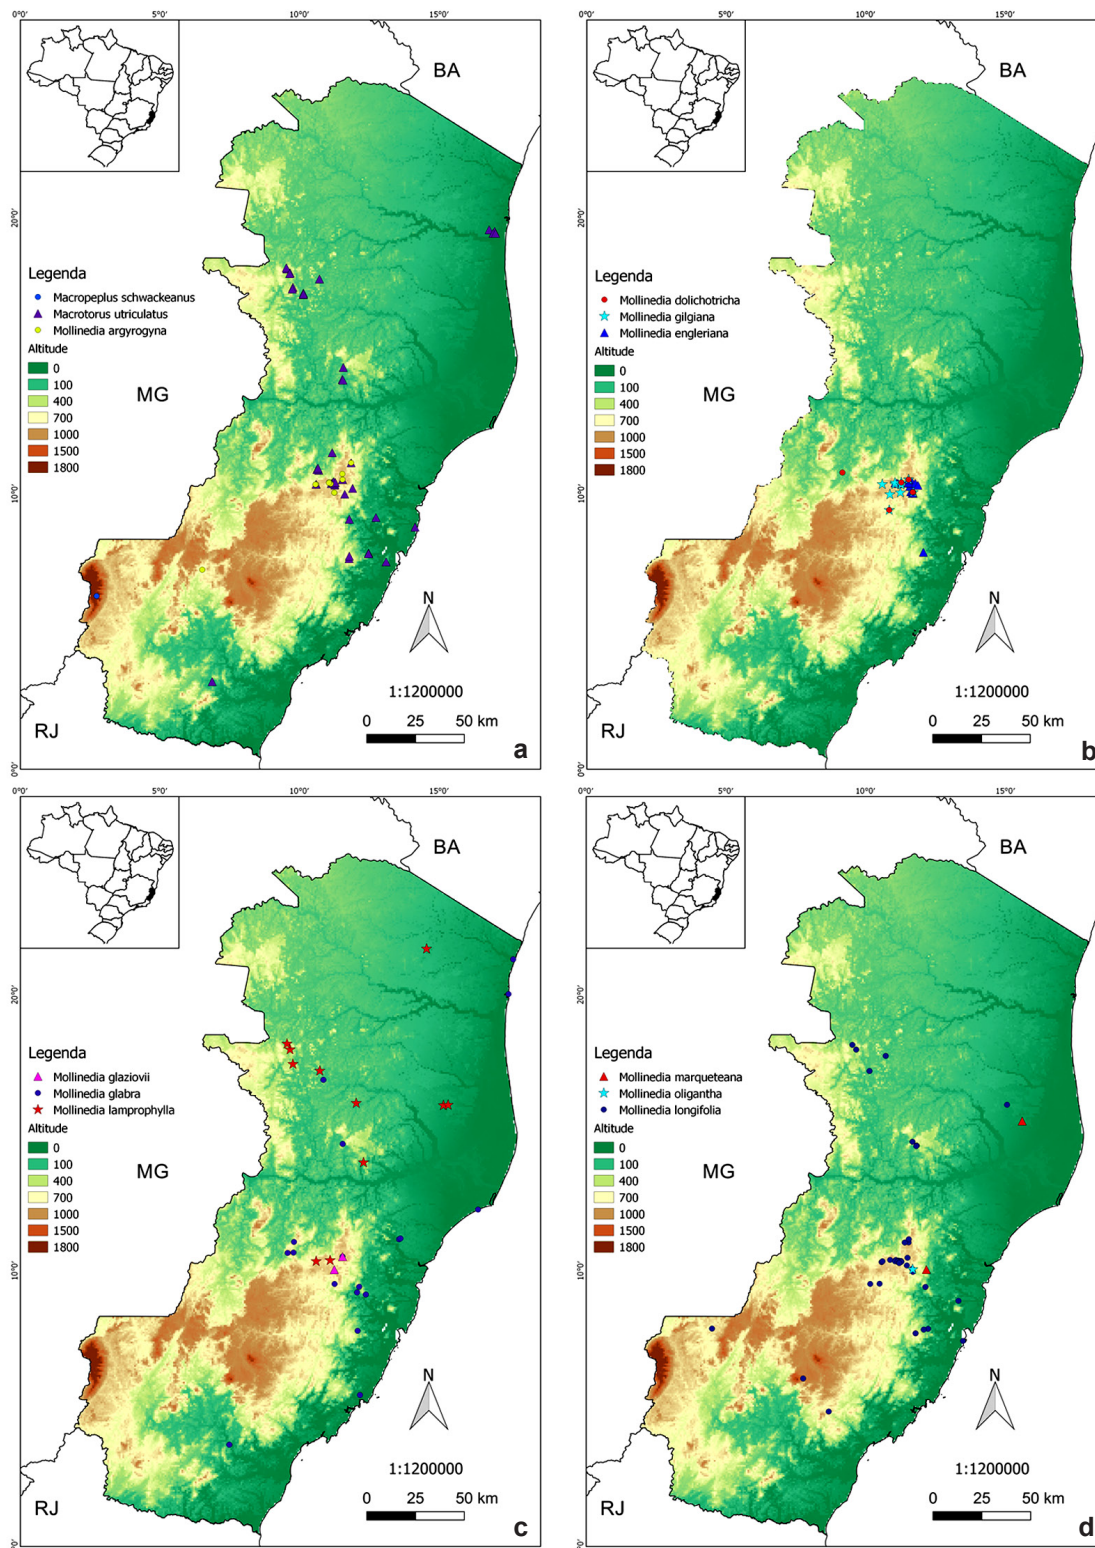 5°0' 10°0' 15°0'
BA
20°0'
Legenda
Macropeplus schwackeanus
Macrotorus utriculatus
Mollinedia argyrogyna
Altitude
0
100
400
700
1000
1500
1800
MG
10°0'
N
1:1200000
0 25 50 km
RJ
0°0'
a
0°0' 5°0' 10°0' 15°0'
BA
20°0'
Legenda
Mollinedia dolichotricha
Mollinedia gilgiana
Mollinedia engleriana
Altitude
0
100
400
700
1000
1500
1800
MG
10°0'
N
1:1200000
0 25 50 km
RJ
0°0'
b
0°0' 5°0' 10°0' 15°0'
BA
20°0'
Legenda
Mollinedia glaziovii
Mollinedia glabra
Mollinedia lamprophylla
Altitude
0
100
400
700
1000
1500
1800
MG
10°0'
N
1:1200000
0 25 50 km
RJ
c
0°0' 5°0' 10°0' 15°0'
BA
20°0'
Legenda
Mollinedia marqueteana
Mollinedia oligantha
Mollinedia longifolia
Altitude
0
100
400
700
1000
1500
1800
MG
10°0'
N
1:1200000
0 25 50 km
RJ
d